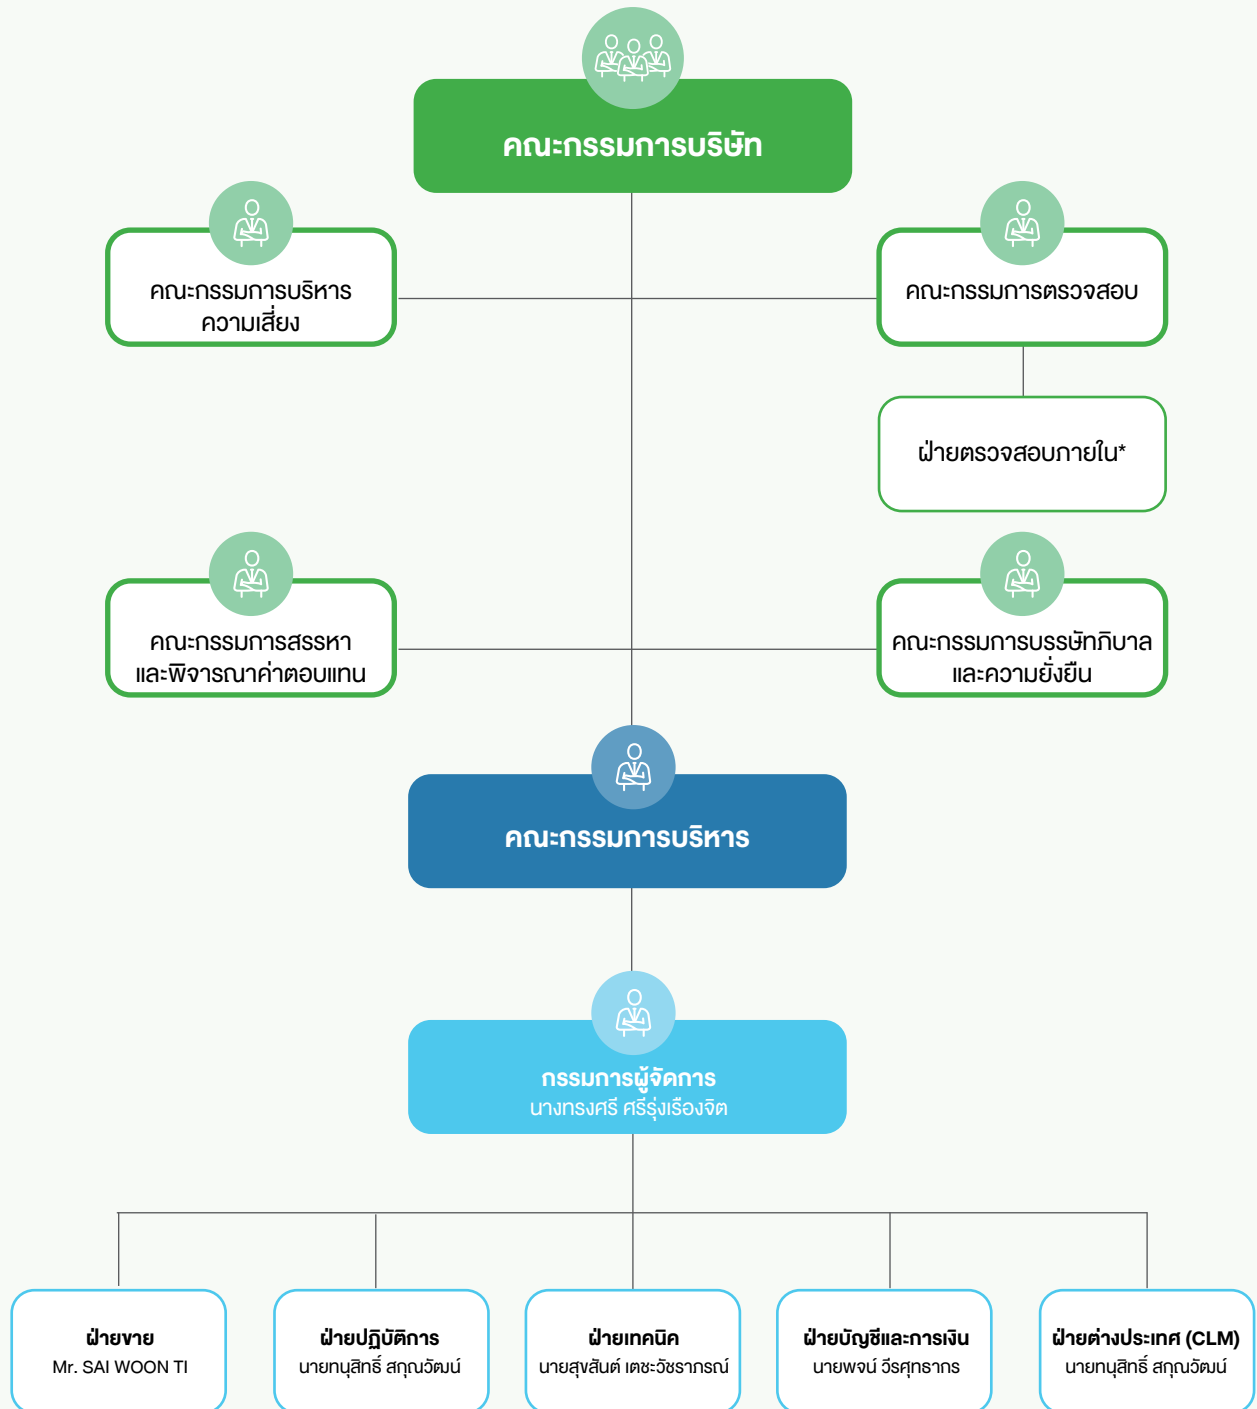 คณะกรรมการบริษัท
คณะกรรมการบริหาร
ความเสี่ยง
คณะกรรมการตรวจสอบ
ฝ่ายตรวจสอบภายใน*
คณะกรรมการสรรหา
และพิจารณาค่าตอบแทน
คณะกรรมการบรรษัทภิบาล
และความยั่งยืน
คณะกรรมการบริหาร
กรรมการผู้จัดการ
นางทรงศรี ศรีรุ่งเรืองจิต
ฝ่ายขาย
Mr. SAI WOON TI
ฝ่ายปฏิบัติการ
นายทนุสิทธิ์ สกุณวัฒน์
ฝ่ายเทคนิค
นายสุขสันต์ เตชะวัชราภรณ์
ฝ่ายบัญชีและการเงิน
นายพจน์ วีรศุทธากร
ฝ่ายต่างประเทศ (CLM)
นายทนุสิทธิ์ สกุณวัฒน์